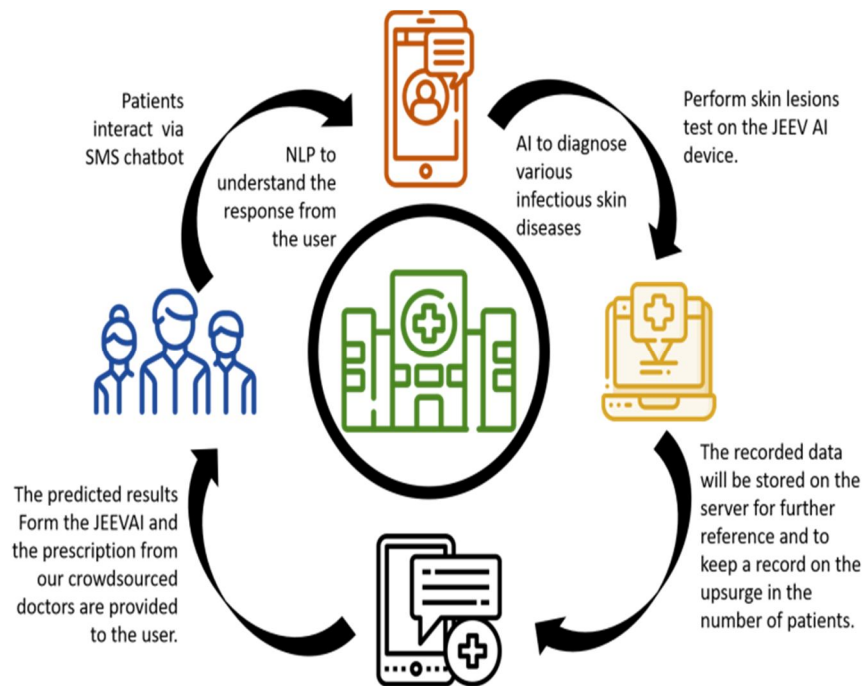 Patients
interact via
SMS chatbot
NLP to
understand the
response from
the user
AI to diagnose
various
infectious skin
diseases
Perform skin lesions
test on the JEEV AI
device.
The recorded data
will be stored on the
server for further
reference and to
keep a record on the
upsurge in the
number of patients.
The predicted results
Form the JEEVAI and
the prescription from
our crowdsourced
doctors are provided
to the user.